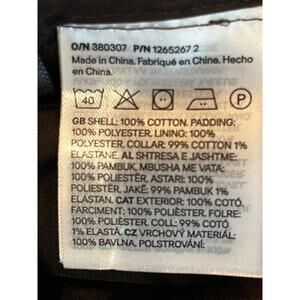 O/N 380307 P/N 1265267 2
Made in China. Fabriqué en Chine. Hecho
en China.
40
P
GB SHELL: 100% COTTON. PADDING:
100% POLYESTER. LINING: 100%
POLYESTER, COLLAR: 99% COTTON 1%
ELASTANE. AL SHTRESA E JASHTME:
100% PAMBUK. MBUSHJA ME VATA:
100% POLIESTËR. ASTARI: 100%
POLIESTËR, JAKË: 99% PAMBUK 1%
ELASTAN. CAT EXTERIOR: 100% COTÓ
FARCIMENT: 100% POLIÈSTER. FOLRE:
100% POLIÈSTER, COLL: 99% COTÓ
1% ELASTÀ. CZ VRCHOVÝ MATERIÁL:
100% BAVLNA. POLSTROVÁNÍ: